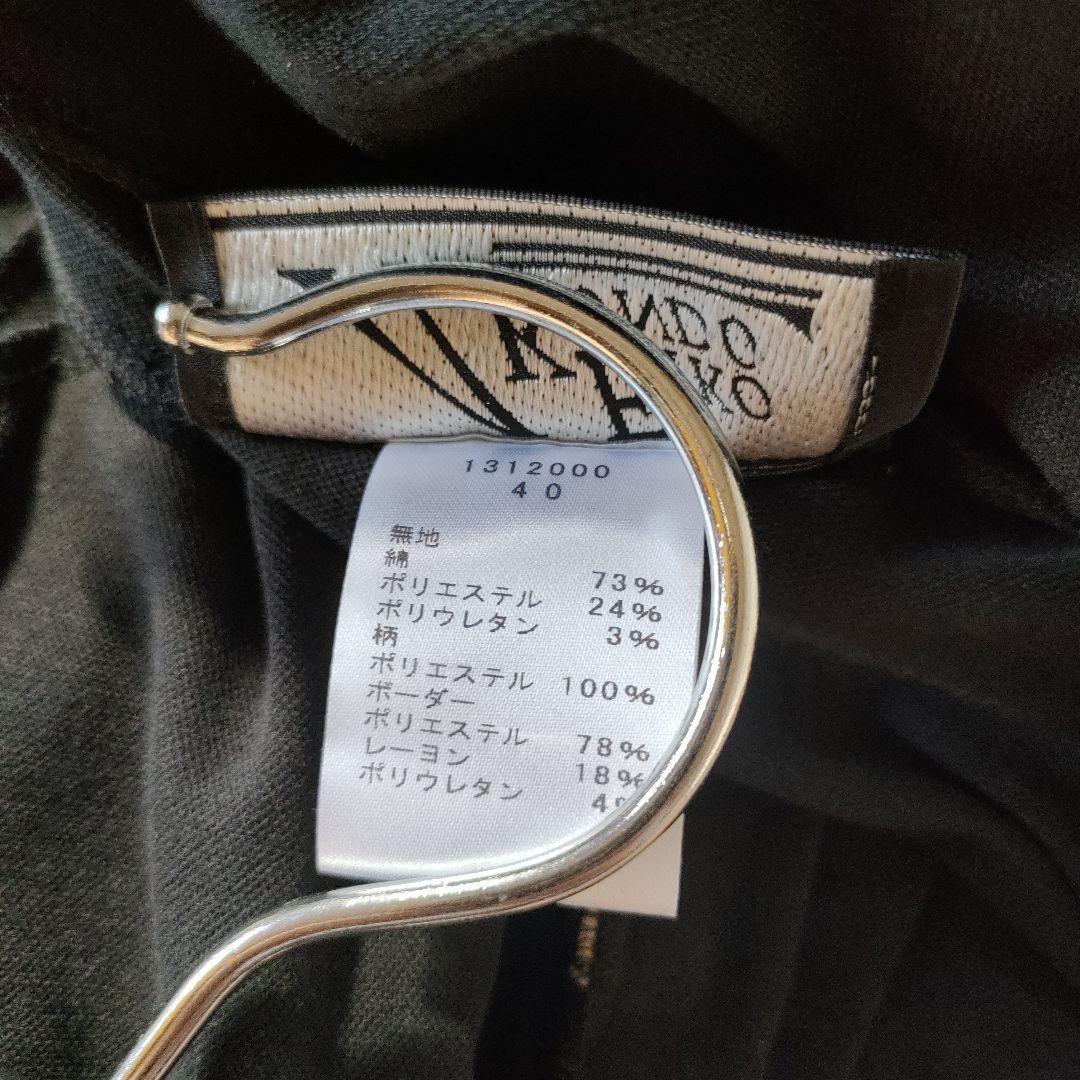 1312000
40
無地
綿 73%
ポリエステル 24%
ポリウレタン 3%
柄
ポリエステル 100%
ボーダー
ポリエステル 78%
レーヨン 18%
ポリウレタン 4%